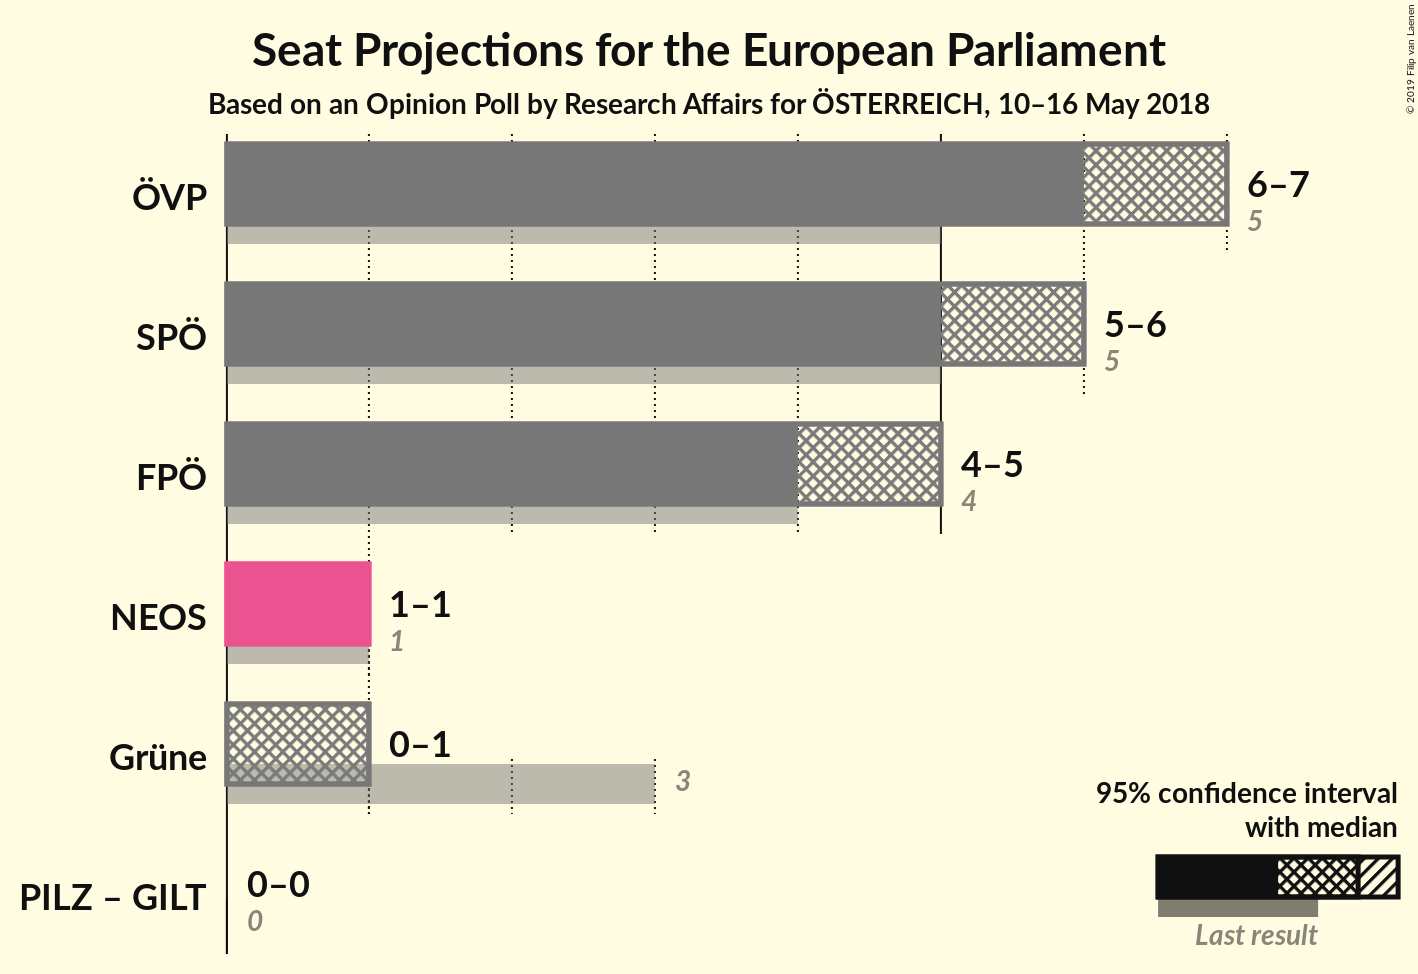 Seat Projections for the European Parliament
Based on an Opinion Poll by Research Affairs for ÖSTERREICH, 10–16 May 2018
© 2019 Filip van Laenen
ÖVP
6–7
5
SPÖ
5–6
5
FPÖ
4–5
4
NEOS
1–1
1
Grüne
0–1
3
PILZ – GILT
0–0
0
95% confidence interval
with median
Last result